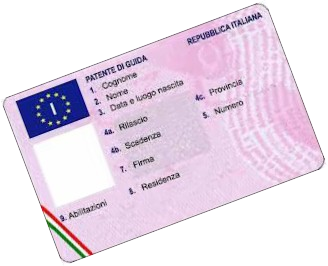 PATENTE DI GUIDA REPUBBLICA ITALIANA
I
1. Cognome
2. Nome
3. Data e luogo nascita
4a. Rilascio 4c. Provincia
4b. Scadenza 5. Numero
7. Firma
8. Residenza
9. Abilitazioni